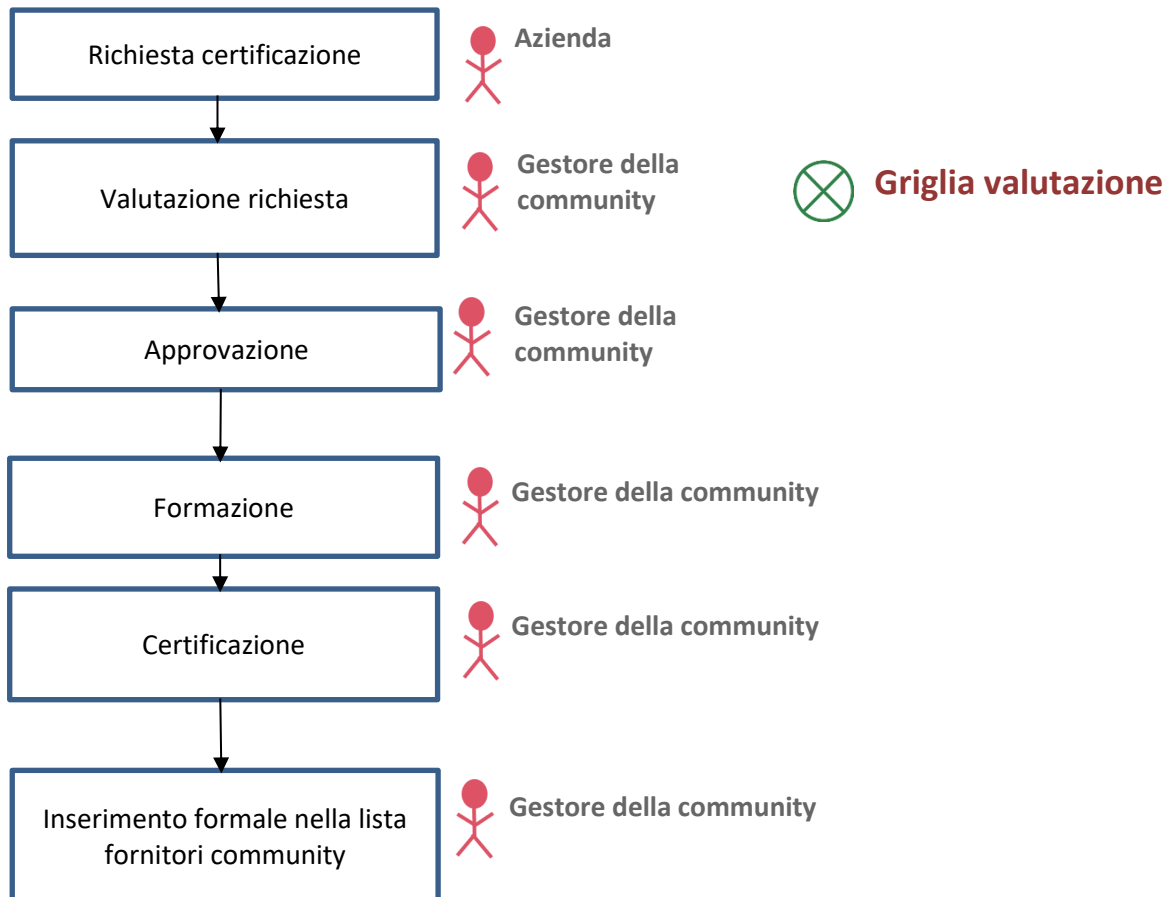 Richiesta certificazione
Azienda
Valutazione richiesta
Gestore della
community
Griglia valutazione
Approvazione
Gestore della
community
Formazione
Gestore della community
Certificazione
Gestore della community
Inserimento formale nella lista
fornitori community
Gestore della community